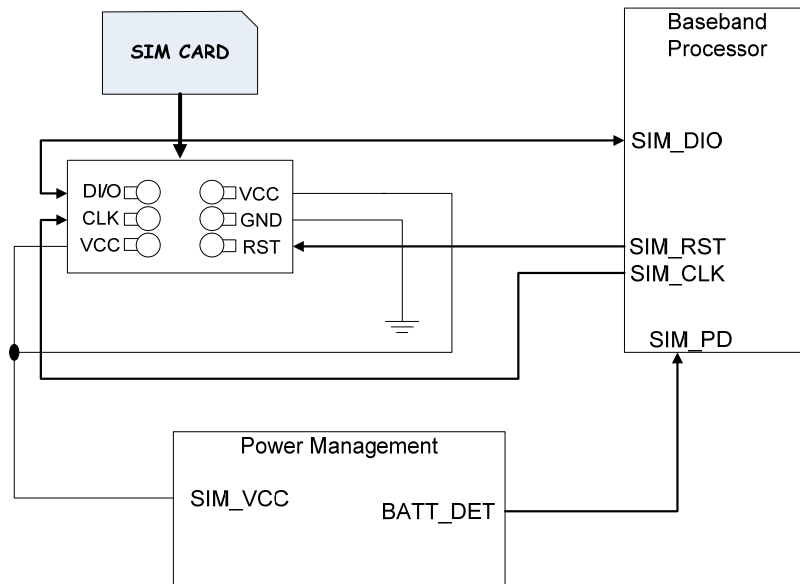 Baseband
Processor
SIM CARD
SIM_DIO
DI/O
VCC
CLK
GND
VCC
RST
SIM_RST
SIM_CLK
SIM_PD
Power Management
SIM_VCC
BATT_DET